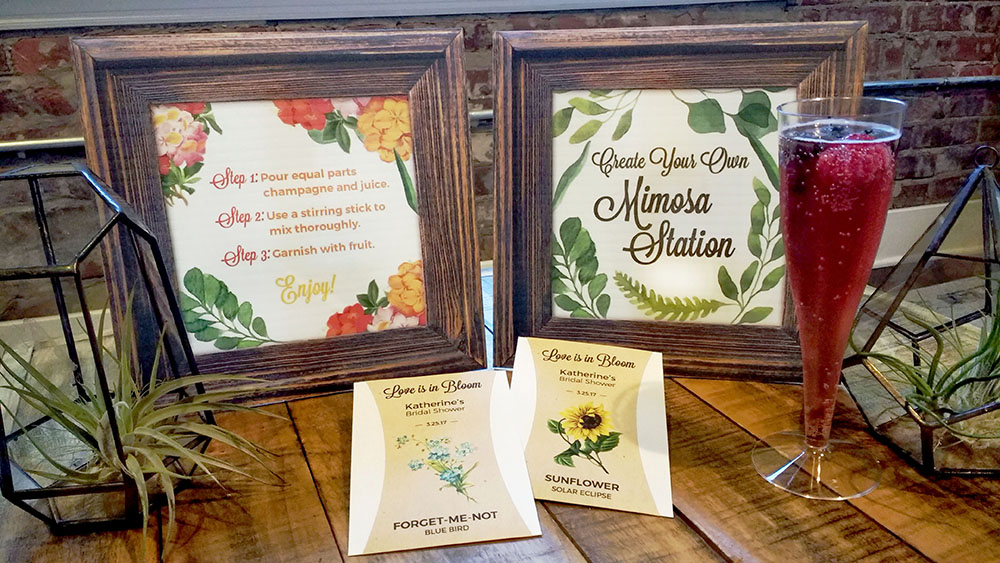 Step 1: Pour equal parts
champagne and juice.
Step 2: Use a stirring stick to
mix thoroughly.
Step 3: Garnish with fruit.
Enjoy!
Create Your Own
Mimosa
Station
Love is in Bloom
Katherine's
Bridal Shower
— 3.25.17 —
FORGET-ME-NOT
BLUE BIRD
Love is in Bloom
Katherine's
Bridal Shower
— 3.25.17 —
SUNFLOWER
SOLAR ECLIPSE